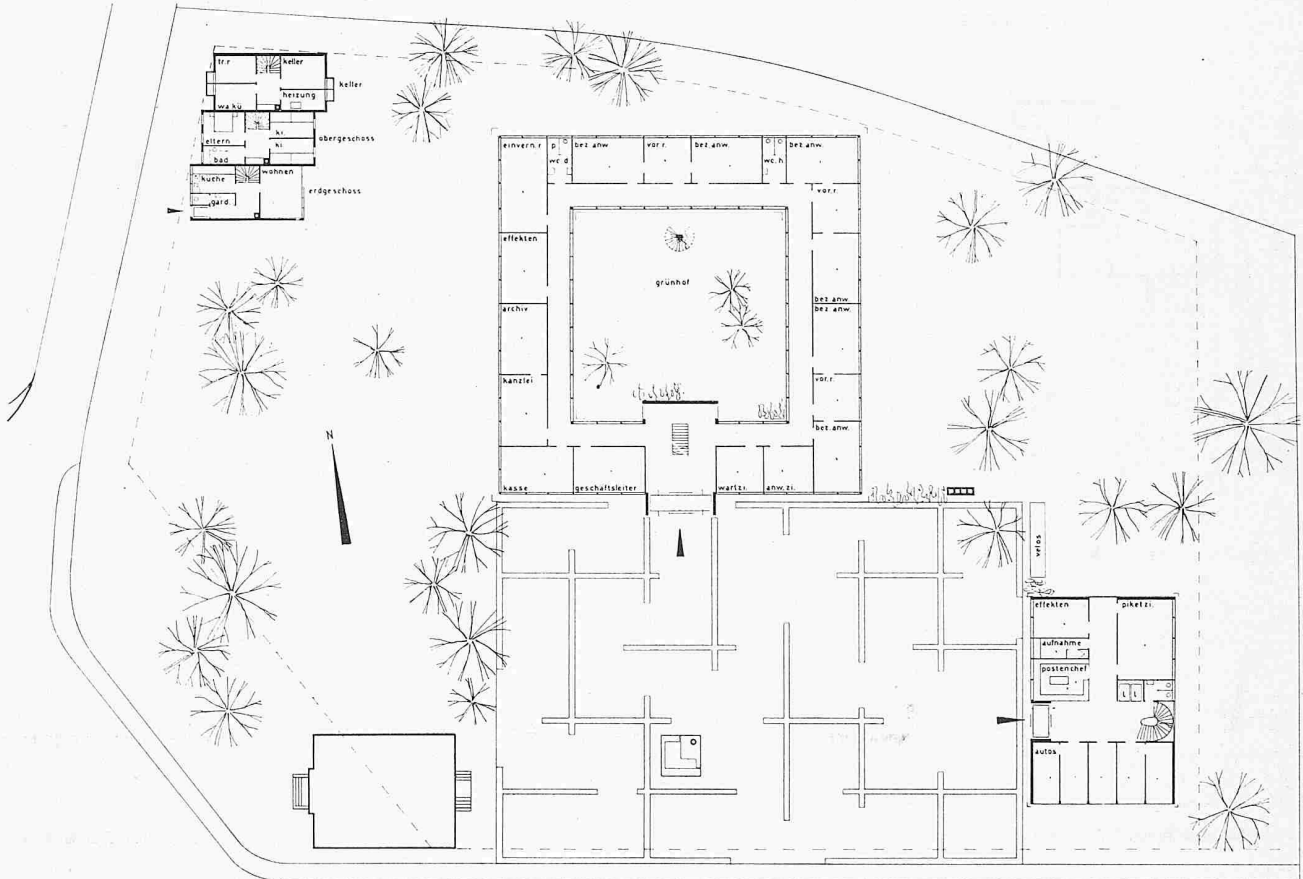 tr.r keller
keller
heizung
wa kü
obergeschoss
ki.
eltern
ki
bad
wohnen
küche
erdgeschoss
gard.
einvern.r p. bez anw vor r. bez.anw. bez anw.
wc d wc.h
vor.r.
effekten
grünhof
bez anw.
archiv bez anw.
kanzlei vor.r.
bez.anw.
kasse geschäftsleiter wartzi. anw.zi.
N
velos
effekten piketzi.
aufnahme
postenchef
l l
autos